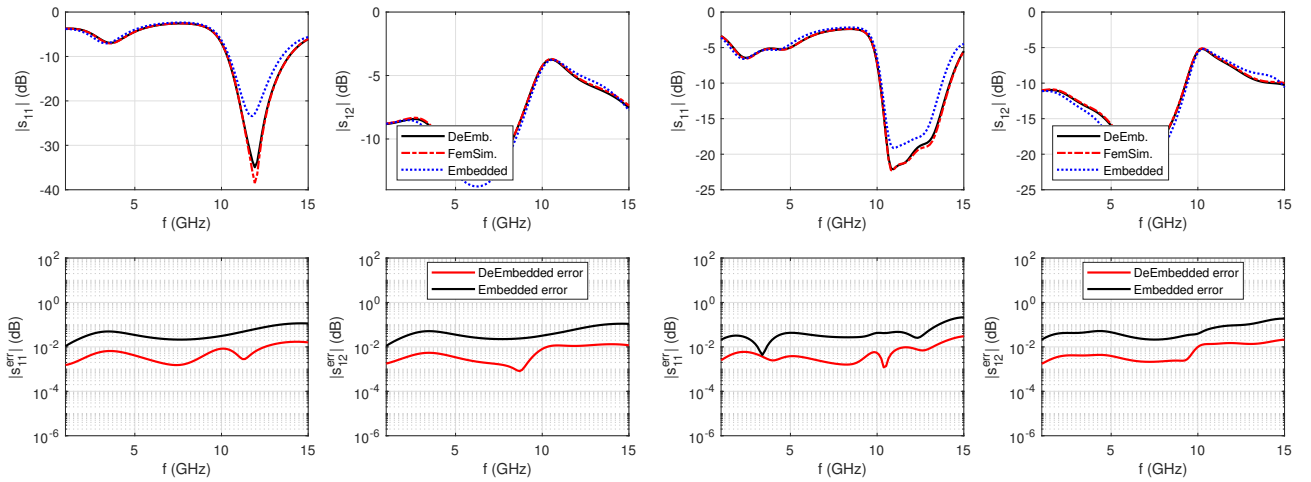 0
-10
-20
-30
-40
|s11| (dB)
5
10
15
f (GHz)
0
-5
-10
|s12| (dB)
DeEmb.
FemSim.
Embedded
5
10
15
f (GHz)
0
-5
-10
-15
-20
-25
|s11| (dB)
5
10
15
f (GHz)
0
-5
-10
-15
-20
-25
|s12| (dB)
DeEmb.
FemSim.
Embedded
5
10
15
f (GHz)
10^2
10^0
10^-2
10^-4
10^-6
|s11^err| (dB)
5
10
15
f (GHz)
10^2
10^0
10^-2
10^-4
10^-6
|s12^err| (dB)
DeEmbedded error
Embedded error
5
10
15
f (GHz)
10^2
10^0
10^-2
10^-4
10^-6
|s11^err| (dB)
5
10
15
f (GHz)
10^2
10^0
10^-2
10^-4
10^-6
|s12^err| (dB)
DeEmbedded error
Embedded error
5
10
15
f (GHz)